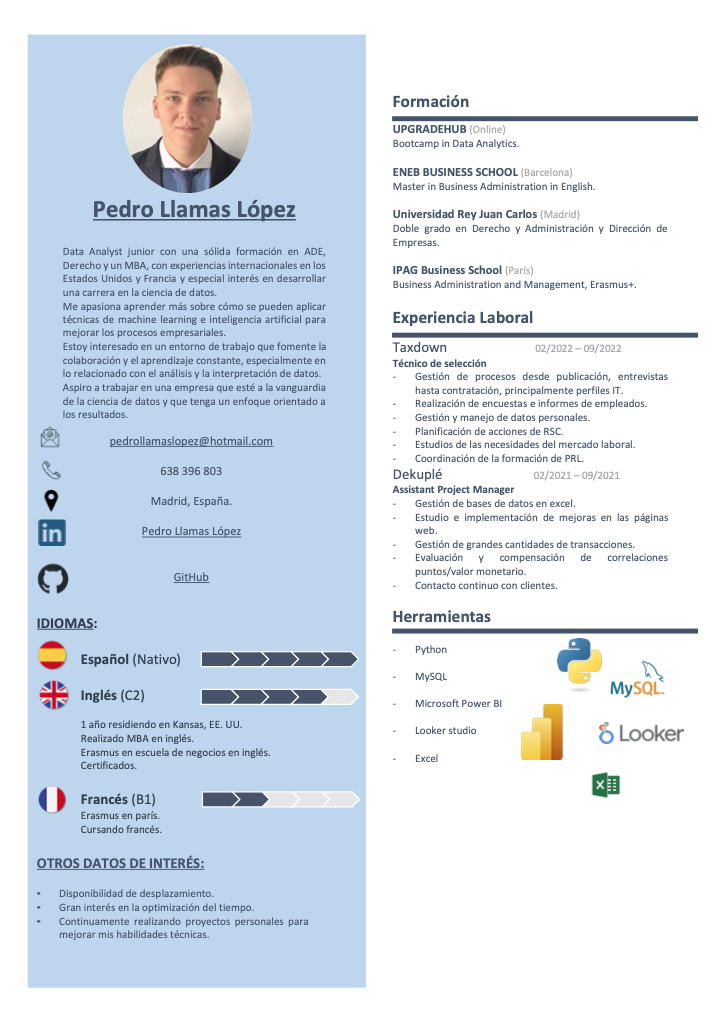 Pedro Llamas López
Data Analyst junior con una sólida formación en ADE,
Derecho y un MBA, con experiencias internacionales en los
Estados Unidos y Francia y especial interés en desarrollar
una carrera en la ciencia de datos.
Me apasiona aprender más sobre cómo se pueden aplicar
técnicas de machine learning e inteligencia artificial para
mejorar los procesos empresariales.
Estoy interesado en un entorno de trabajo que fomente la
colaboración y el aprendizaje constante, especialmente en
lo relacionado con el análisis y la interpretación de datos.
Aspiro a trabajar en una empresa que esté a la vanguardia
de la ciencia de datos y que tenga un enfoque orientado a
los resultados.
pedrollamaslopez@hotmail.com
638 396 803
Madrid, España.
in
Pedro Llamas López
GitHub
IDIOMAS:
Español (Nativo)
Inglés (C2)
1 año residiendo en Kansas, EE. UU.
Realizado MBA en inglés.
Erasmus en escuela de negocios en inglés.
Certificados.
Francés (B1)
Erasmus en parís.
Cursando francés.
OTROS DATOS DE INTERÉS:
- Disponibilidad de desplazamiento.
- Gran interés en la optimización del tiempo.
- Continuamente realizando proyectos personales para
mejorar mis habilidades técnicas.
Formación
UPGRADEHUB (Online)
Bootcamp in Data Analytics.
ENEB BUSINESS SCHOOL (Barcelona)
Master in Business Administration in English.
Universidad Rey Juan Carlos (Madrid)
Doble grado en Derecho y Administración y Dirección de
Empresas.
IPAG Business School (París)
Business Administration and Management, Erasmus+.
Experiencia Laboral
Taxdown 02/2022 – 09/2022
Técnico de selección
- Gestión de procesos desde publicación, entrevistas
hasta contratación, principalmente perfiles IT.
- Realización de encuestas e informes de empleados.
- Gestión y manejo de datos personales.
- Planificación de acciones de RSC.
- Estudios de las necesidades del mercado laboral.
- Coordinación de la formación de PRL.
Dekuplé 02/2021 – 09/2021
Assistant Project Manager
- Gestión de bases de datos en excel.
- Estudio e implementación de mejoras en las páginas
web.
- Gestión de grandes cantidades de transacciones.
- Evaluación y compensación de correlaciones
puntos/valor monetario.
- Contacto continuo con clientes.
Herramientas
- Python
- MySQL
- Microsoft Power BI
- Looker studio
- Excel
MySQL
Looker
X